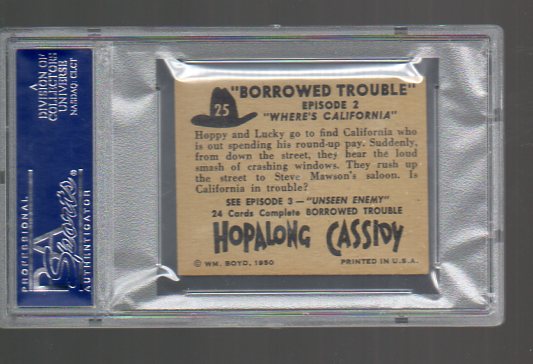 "BORROWED TROUBLE"
25
EPISODE 2
"WHERE'S CALIFORNIA"
Hoppy and Lucky go to find California who
is out spending his round-up pay. Suddenly,
from down the street, they hear the loud
smash of crashing windows. They rush up
the street to Steve Mawson's saloon. Is
California in trouble?
SEE EPISODE 3—"UNSEEN ENEMY"
24 Cards Complete BORROWED TROUBLE
HOPALONG CASSIDY
© WM. BOYD, 1950 PRINTED IN U.S.A.
A
DIVISION OF
COLLECTORS
UNIVERSE
NASDAQ: CLCT
PSA
Sports
PROFESSIONAL
AUTHENTICATOR